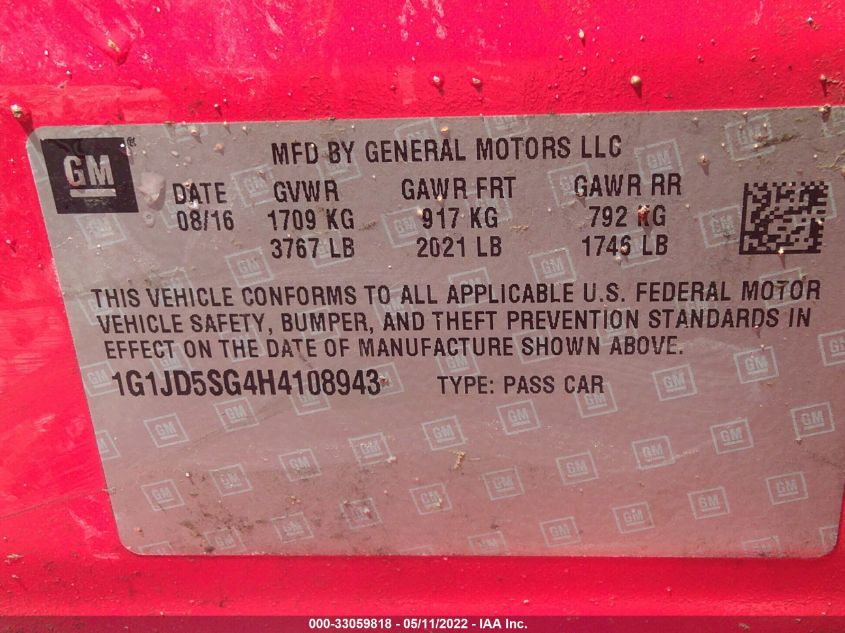 GM ®
MFD BY GENERAL MOTORS LLC
DATE GVWR GAWR FRT GAWR RR
08/16 1709 KG 917 KG 792 KG
3767 LB 2021 LB 1746 LB
THIS VEHICLE CONFORMS TO ALL APPLICABLE U.S. FEDERAL MOTOR
VEHICLE SAFETY, BUMPER, AND THEFT PREVENTION STANDARDS IN
EFFECT ON THE DATE OF MANUFACTURE SHOWN ABOVE.
1G1JD5SG4H4108943 TYPE: PASS CAR
000-33059818 - 05/11/2022 - IAA Inc.